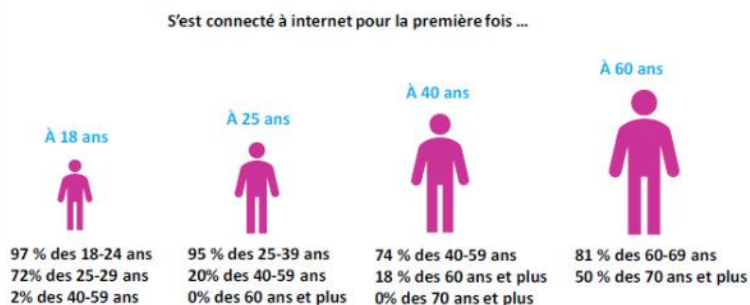 S'est connecté à internet pour la première fois ...
À 18 ans
97 % des 18-24 ans
72% des 25-29 ans
2% des 40-59 ans
À 25 ans
95 % des 25-39 ans
20% des 40-59 ans
0% des 60 ans et plus
À 40 ans
74 % des 40-59 ans
18 % des 60 ans et plus
0% des 70 ans et plus
À 60 ans
81 % des 60-69 ans
50 % des 70 ans et plus